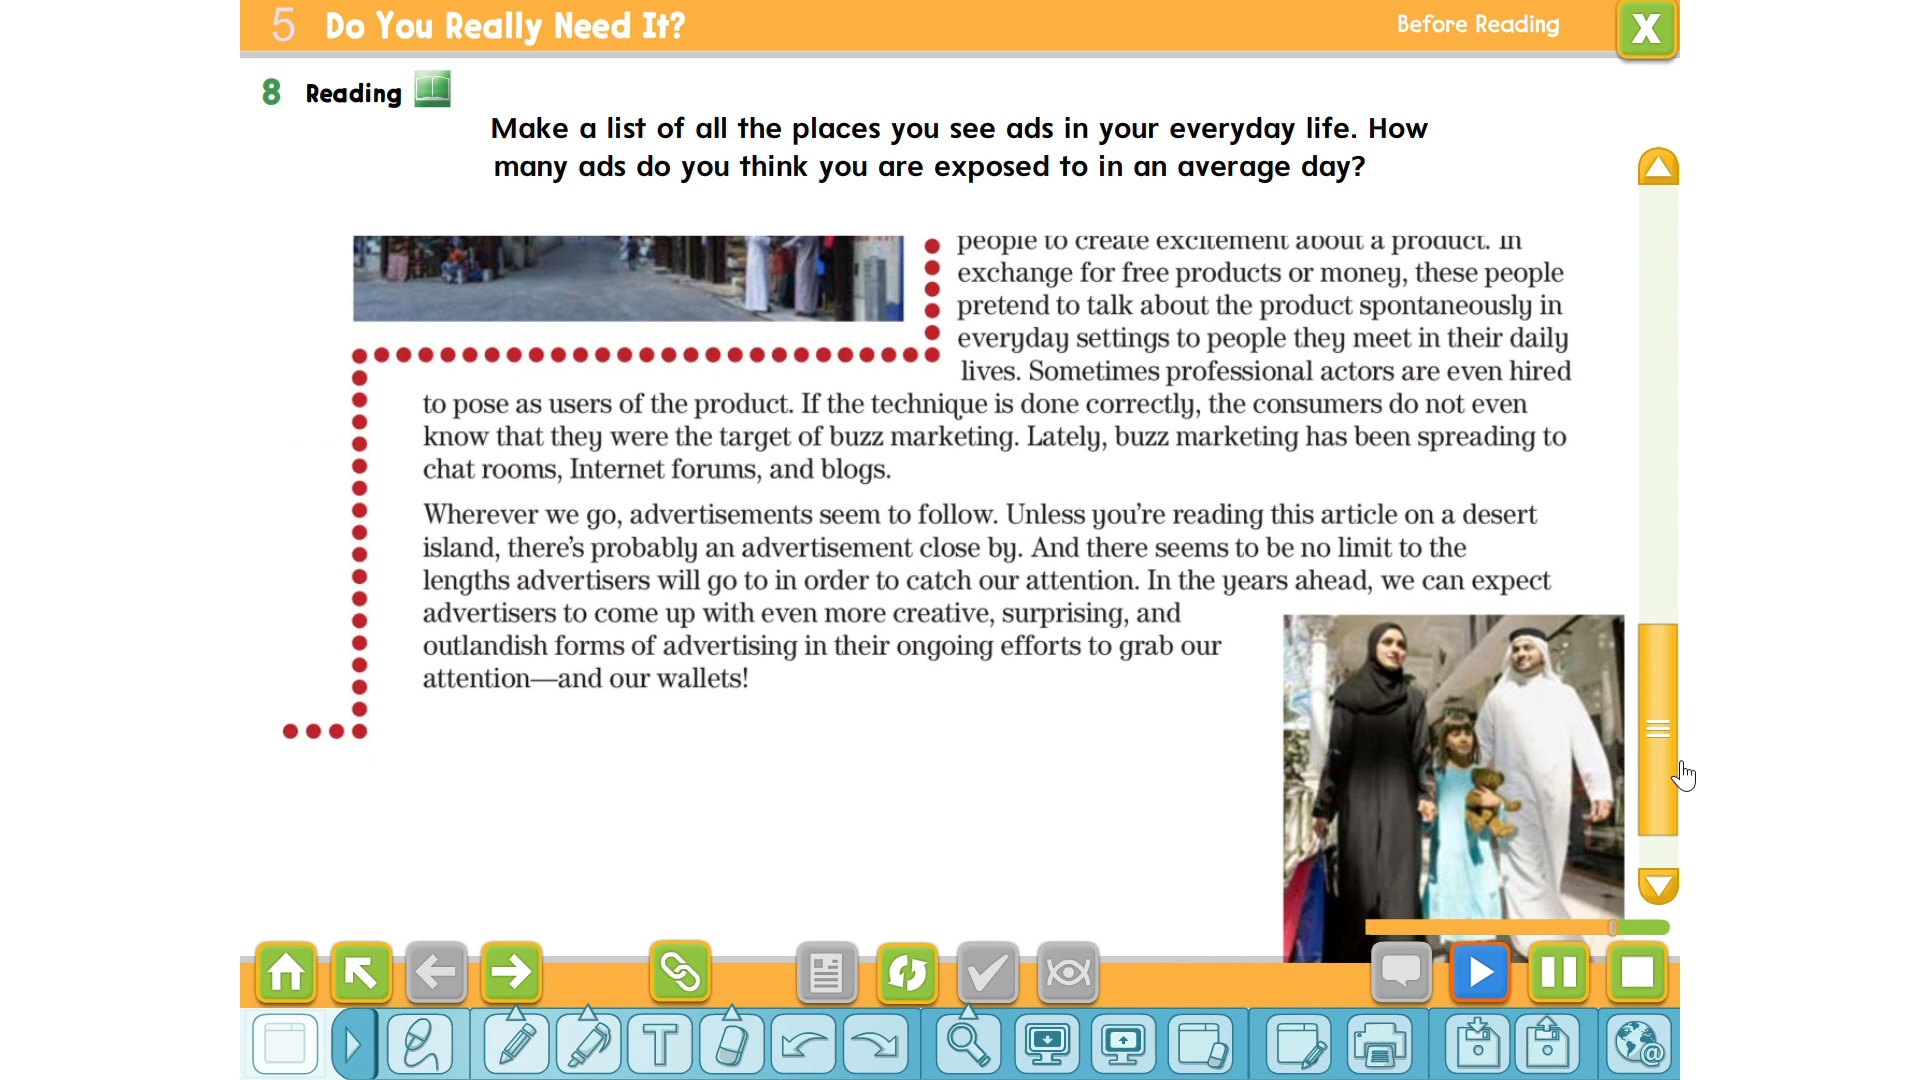 5 Do You Really Need It?
Before Reading
X
8 Reading
Make a list of all the places you see ads in your everyday life. How
many ads do you think you are exposed to in an average day?
people to create excitement about a product. In
exchange for free products or money, these people
pretend to talk about the product spontaneously in
everyday settings to people they meet in their daily
lives. Sometimes professional actors are even hired
to pose as users of the product. If the technique is done correctly, the consumers do not even
know that they were the target of buzz marketing. Lately, buzz marketing has been spreading to
chat rooms, Internet forums, and blogs.
Wherever we go, advertisements seem to follow. Unless you're reading this article on a desert
island, there's probably an advertisement close by. And there seems to be no limit to the
lengths advertisers will go to in order to catch our attention. In the years ahead, we can expect
advertisers to come up with even more creative, surprising, and
outlandish forms of advertising in their ongoing efforts to grab our
attention—and our wallets!
T
@